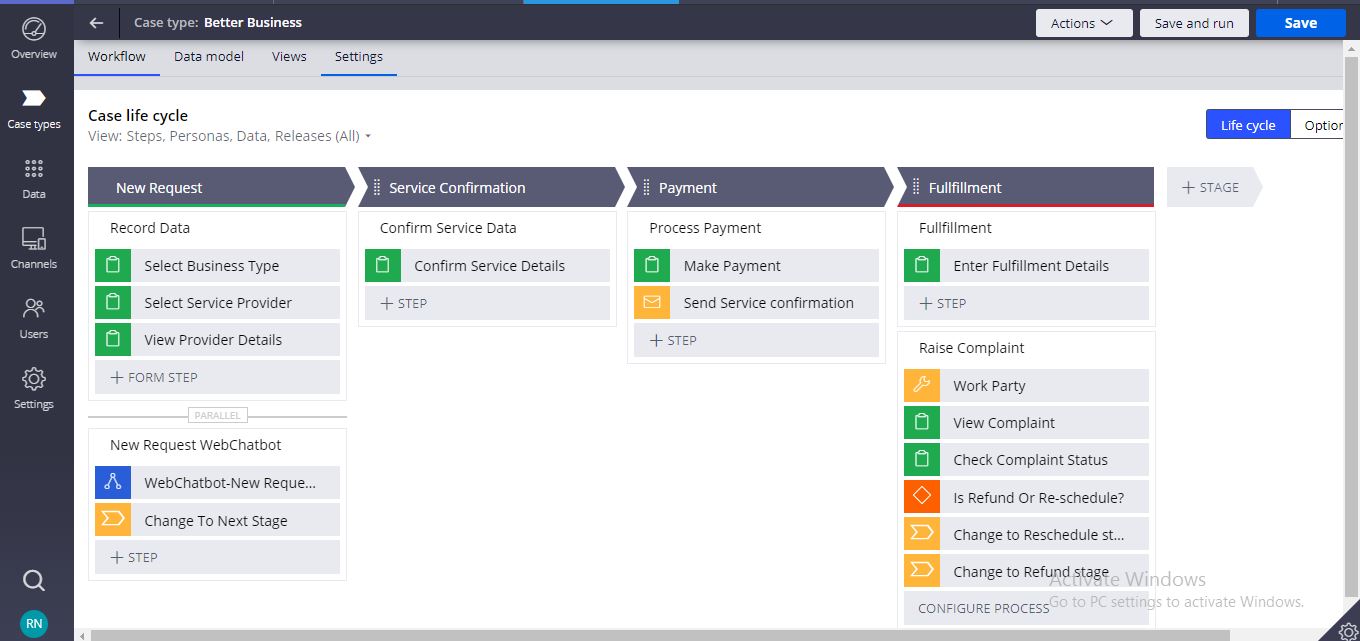 Case type: Better Business
Actions
Save and run
Save
Overview
Case types
Data
Channels
Users
Settings
RN
Workflow
Data model
Views
Settings
Case life cycle
View: Steps, Personas, Data, Releases (All)
Life cycle
Option
New Request
Service Confirmation
Payment
Fullfillment
+ STAGE
Record Data
Select Business Type
Select Service Provider
View Provider Details
+ FORM STEP
PARALLEL
New Request WebChatbot
WebChatbot-New Reque...
Change To Next Stage
+ STEP
Confirm Service Data
Confirm Service Details
+ STEP
Process Payment
Make Payment
Send Service confirmation
+ STEP
Fullfillment
Enter Fulfillment Details
+ STEP
Raise Complaint
Work Party
View Complaint
Check Complaint Status
Is Refund Or Re-schedule?
Change to Reschedule st...
Change to Refund stage
CONFIGURE PROCESS
Activate Windows
Go to PC settings to activate Windows.